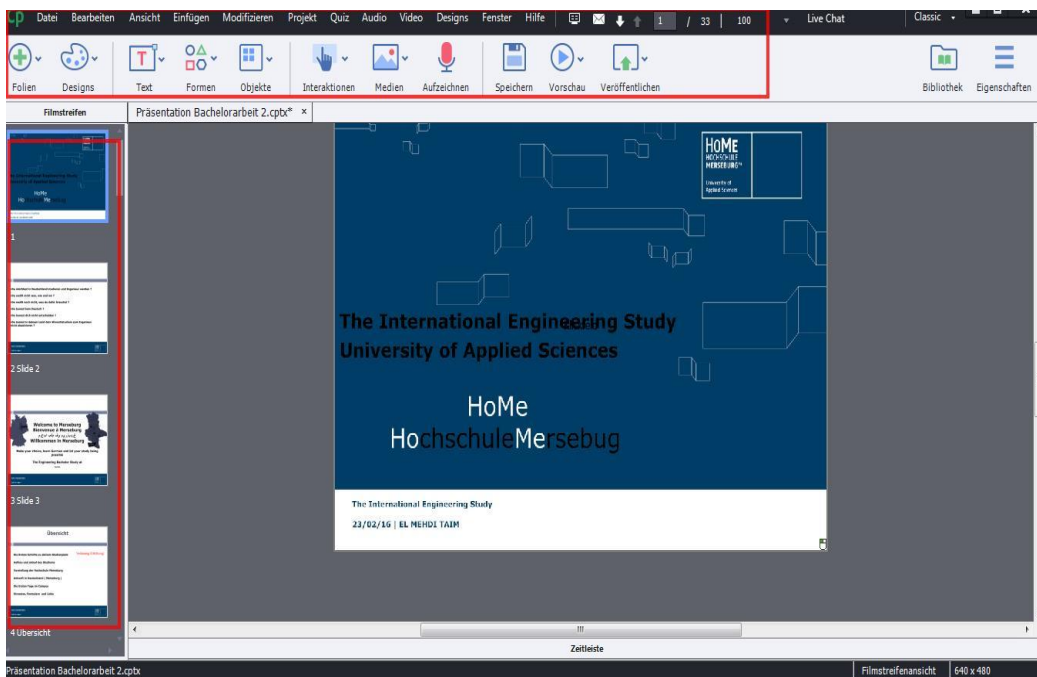 Cp Datei Bearbeiten Ansicht Einfügen Modifizieren Projekt Quiz Audio Video Designs Fenster Hilfe 1 / 33 100 Live Chat Classic
Folien Designs Text Formen Objekte Interaktionen Medien Aufzeichnen Speichern Vorschau Veröffentlichen Bibliothek Eigenschaften
Filmstreifen Präsentation Bachelorarbeit 2.cptx* ×
1
2 Slide 2
Welcome to Merseburg
Bienvenue à Merseburg
Willkommen in Merseburg
3 Slide 3
Übersicht
4 Übersicht
HoMe
HOCHSCHULE
MERSEBURG
University of
Applied Sciences
The International Engineering Study
University of Applied Sciences
HoMe
HochschuleMersebug
The International Engineering Study
23/02/16 | EL MEHDI TAIM
Zeitleiste
Präsentation Bachelorarbeit 2.cptx Filmstreifenansicht 640 x 480